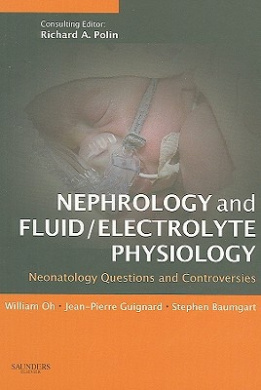 Consulting Editor:
Richard A. Polin
NEPHROLOGY and
FLUID/ELECTROLYTE
PHYSIOLOGY
Neonatology Questions and Controversies
William Oh • Jean-Pierre Guignard • Stephen Baumgart
SAUNDERS
ELSEVIER